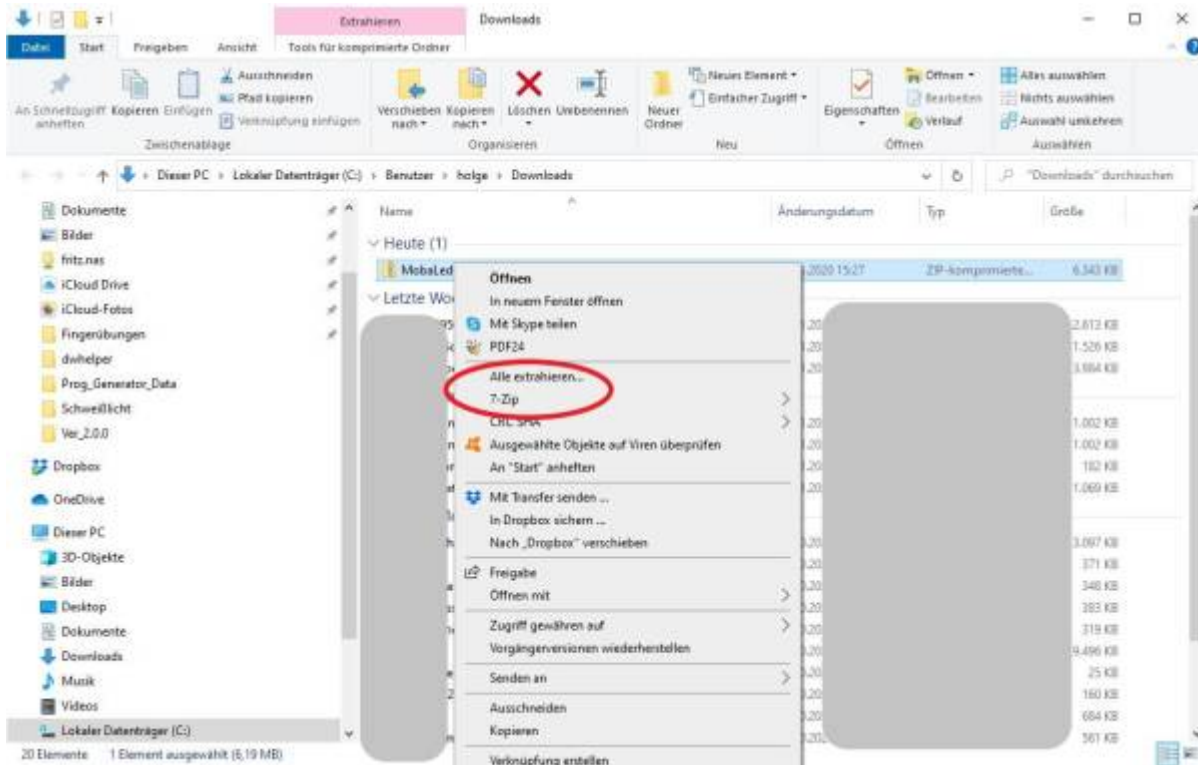 Extrahieren
Downloads
Datei
Start
Freigeben
Ansicht
Tools für komprimierte Ordner
An Schnellzugriff anheften
Kopieren
Einfügen
Ausschneiden
Pfad kopieren
Verknüpfung einfügen
Zwischenablage
Verschieben nach
Kopieren nach
Löschen
Umbenennen
Organisieren
Neuer Ordner
Neues Element
Einfacher Zugriff
Neu
Eigenschaften
Öffnen
Bearbeiten
Verlauf
Öffnen
Alles auswählen
Nichts auswählen
Auswahl umkehren
Auswählen
Dieser PC › Lokaler Datenträger (C:) › Benutzer › holge › Downloads
"Downloads" durchsuchen
Dokumente
Bilder
fritz.nas
iCloud Drive
iCloud-Fotos
Fingerübungen
dwhelper
Prog_Generator_Data
Schweißlicht
Ver_2.0.0
Dropbox
OneDrive
Dieser PC
3D-Objekte
Bilder
Desktop
Dokumente
Downloads
Musik
Videos
Lokaler Datenträger (C:)
Name Änderungsdatum Typ Größe
Heute (1)
MobaLed .2020 15:27 ZIP-komprimierte... 6.343 KB
Letzte Wo
Öffnen
In neuem Fenster öffnen
Mit Skype teilen
PDF24
Alle extrahieren...
7-Zip
CRC SHA
Ausgewählte Objekte auf Viren überprüfen
An "Start" anheften
Mit Transfer senden ...
In Dropbox sichern ...
Nach „Dropbox" verschieben
Freigabe
Öffnen mit
Zugriff gewähren auf
Vorgängerversionen wiederherstellen
Senden an
Ausschneiden
Kopieren
Verknüpfung erstellen
2.613 KB
1.526 KB
3.984 KB
1.002 KB
1.002 KB
182 KB
1.069 KB
3.097 KB
371 KB
348 KB
383 KB
319 KB
9.496 KB
25 KB
160 KB
684 KB
561 KB
20 Elemente
1 Element ausgewählt (6,19 MB)